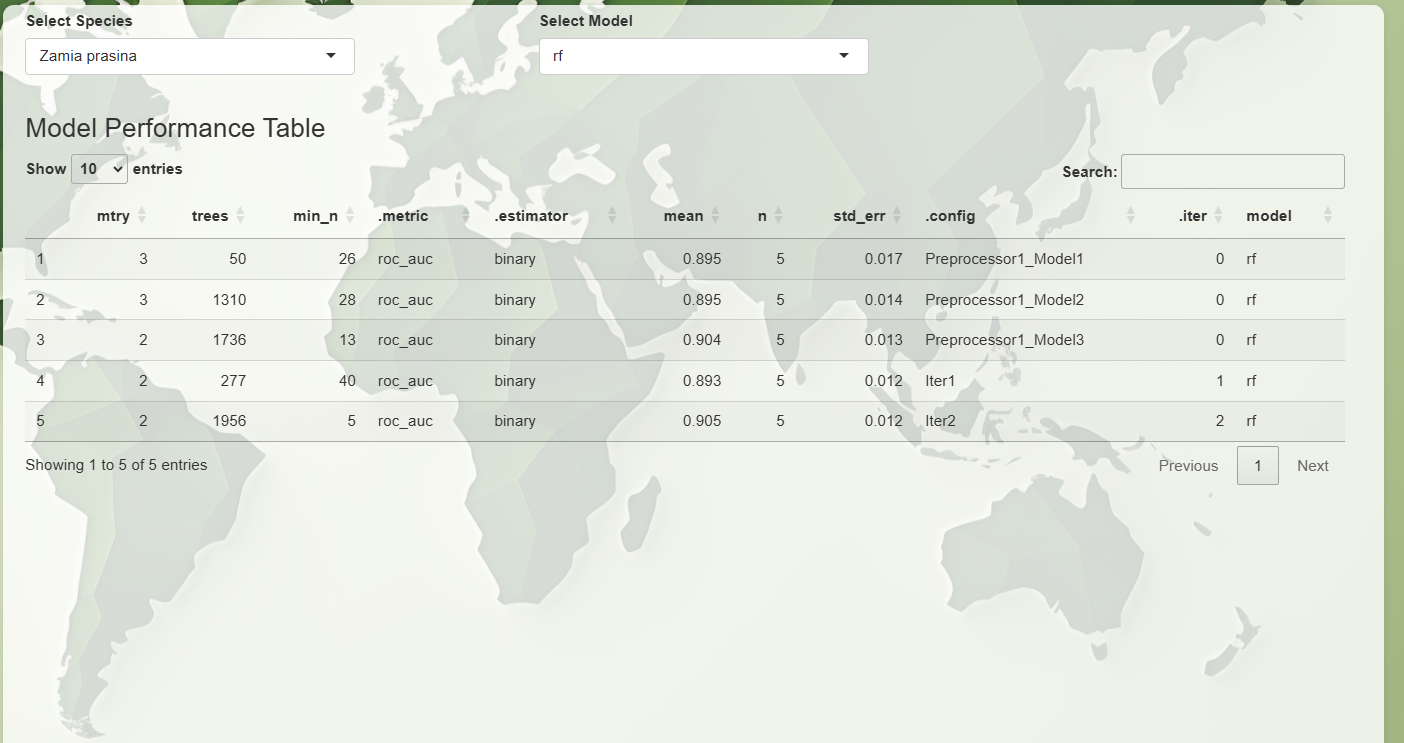 Select Species Select Model
Zamia prasina rf
Model Performance Table
Show 10 entries Search:
mtry trees min_n .metric .estimator mean n std_err .config .iter model
1 3 50 26 roc_auc binary 0.895 5 0.017 Preprocessor1_Model1 0 rf
2 3 1310 28 roc_auc binary 0.895 5 0.014 Preprocessor1_Model2 0 rf
3 2 1736 13 roc_auc binary 0.904 5 0.013 Preprocessor1_Model3 0 rf
4 2 277 40 roc_auc binary 0.893 5 0.012 Iter1 1 rf
5 2 1956 5 roc_auc binary 0.905 5 0.012 Iter2 2 rf
Showing 1 to 5 of 5 entries Previous 1 Next